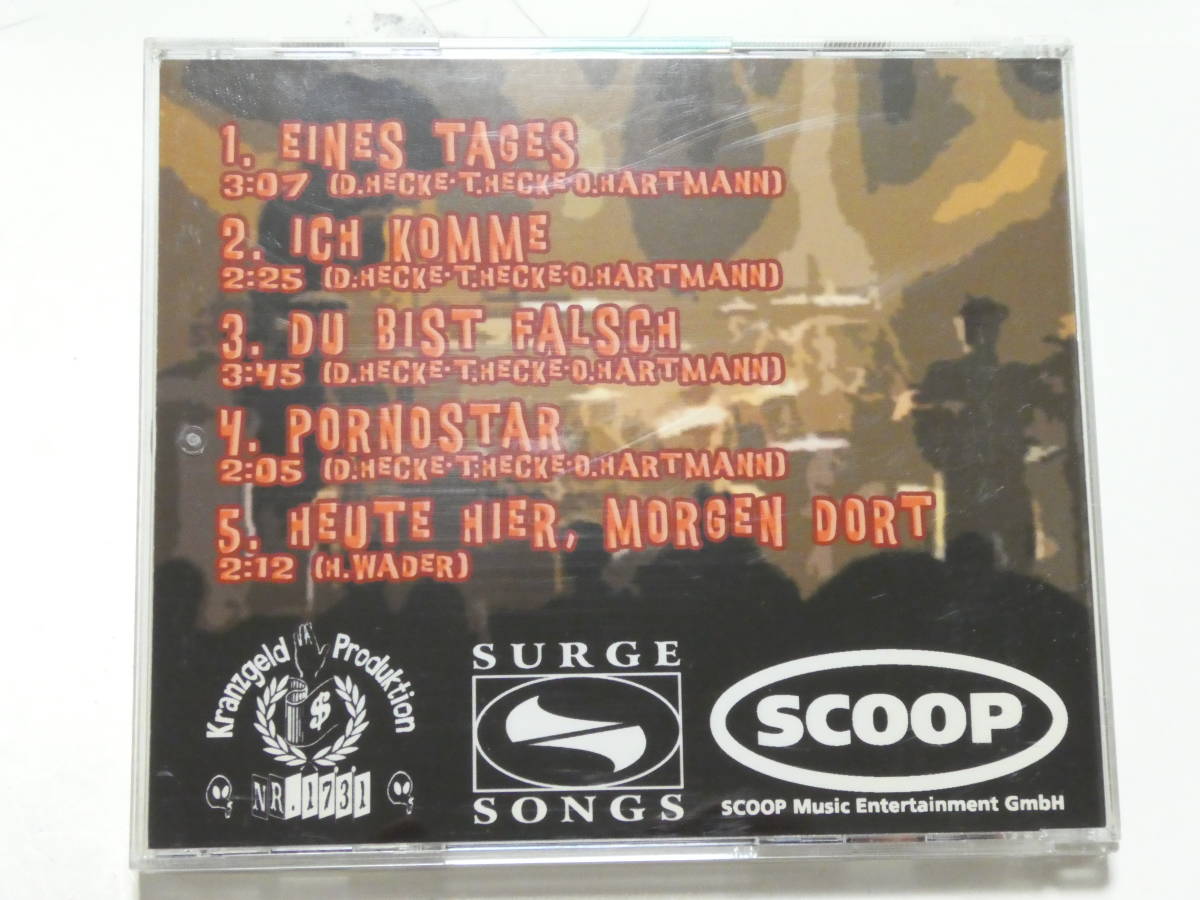 1. EINES TAGES
3:07 (D.HECKE·T.HECKE·O.HARTMANN)
2. ICH KOMME
2:25 (D.HECKE·T.HECKE·O.HARTMANN)
3. DU BIST FALSCH
3:45 (D.HECKE·T.HECKE·O.HARTMANN)
4. PORNOSTAR
2:05 (D.HECKE·T.HECKE·O.HARTMANN)
5. HEUTE HIER, MORGEN DORT
2:12 (H.WADER)
Kranzgeld Produktion
$
NR.1731
SURGE
SONGS
SCOOP
SCOOP Music Entertainment GmbH